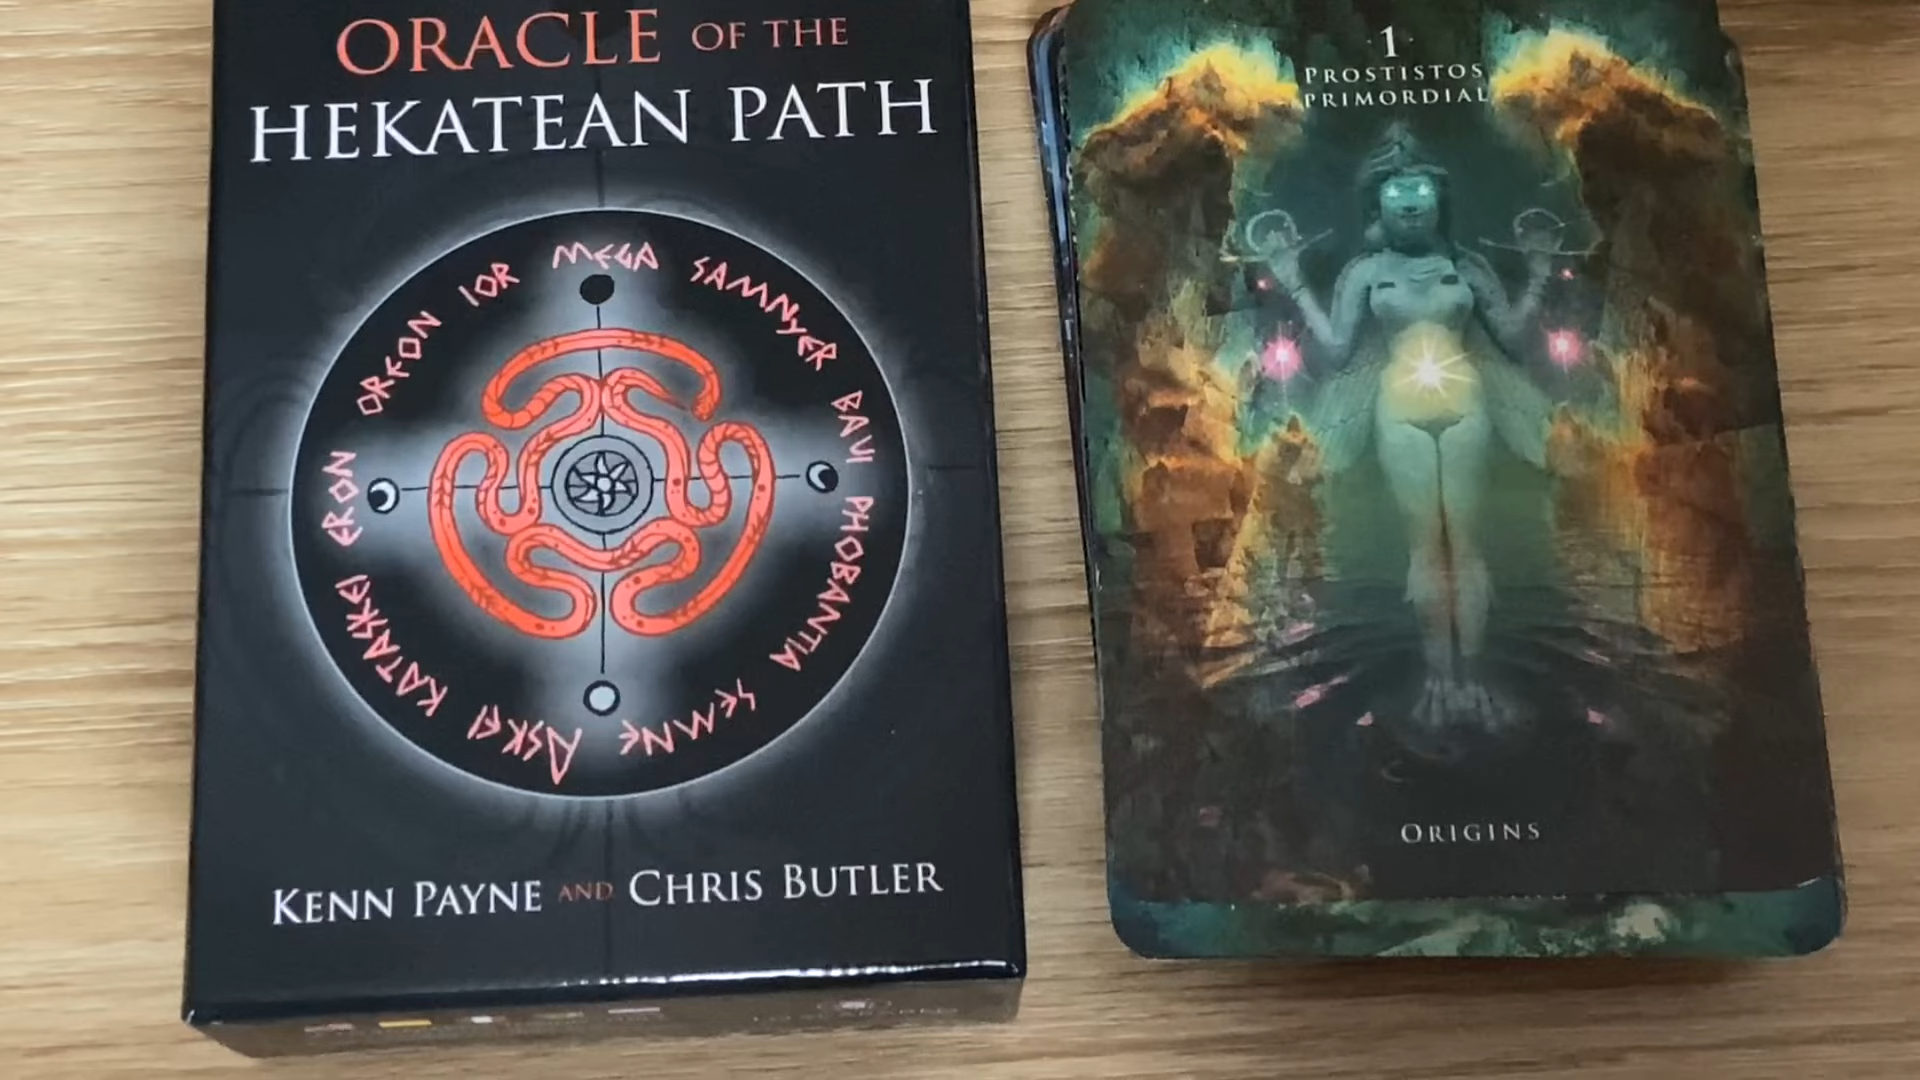 ORACLE OF THE
HEKATEAN PATH
ASKEI KATASKEI ERON OREON IOR MEGA SAMNYER BAUI PHOBANTIA SEMNE
KENN PAYNE AND CHRIS BUTLER
·1·
PROSTISTOS
PRIMORDIAL
ORIGINS